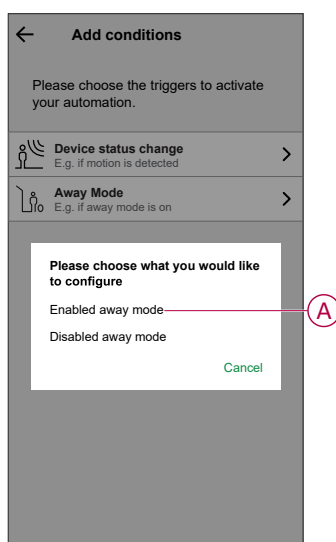 Add conditions
Please choose the triggers to activate
your automation.
Device status change
E.g. if motion is detected
Away Mode
E.g. if away mode is on
Please choose what you would like
to configure
Enabled away mode
A
Disabled away mode
Cancel